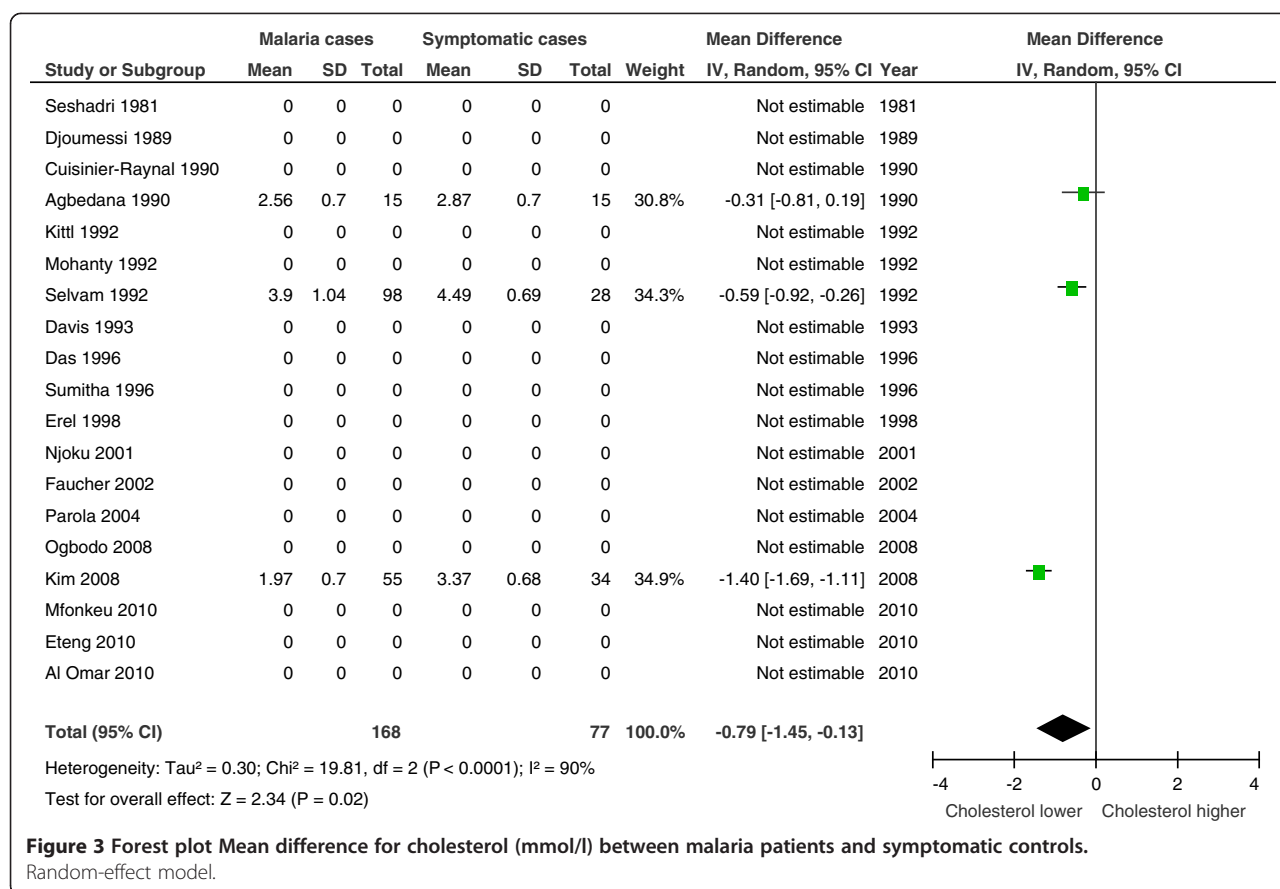 Malaria cases Symptomatic cases Mean Difference Mean Difference
Study or Subgroup Mean SD Total Mean SD Total Weight IV, Random, 95% CI Year IV, Random, 95% CI
Seshadri 1981 0 0 0 0 0 0 Not estimable 1981
Djoumessi 1989 0 0 0 0 0 0 Not estimable 1989
Cuisinier-Raynal 1990 0 0 0 0 0 0 Not estimable 1990
Agbedana 1990 2.56 0.7 15 2.87 0.7 15 30.8% -0.31 [-0.81, 0.19] 1990
Kittl 1992 0 0 0 0 0 0 Not estimable 1992
Mohanty 1992 0 0 0 0 0 0 Not estimable 1992
Selvam 1992 3.9 1.04 98 4.49 0.69 28 34.3% -0.59 [-0.92, -0.26] 1992
Davis 1993 0 0 0 0 0 0 Not estimable 1993
Das 1996 0 0 0 0 0 0 Not estimable 1996
Sumitha 1996 0 0 0 0 0 0 Not estimable 1996
Erel 1998 0 0 0 0 0 0 Not estimable 1998
Njoku 2001 0 0 0 0 0 0 Not estimable 2001
Faucher 2002 0 0 0 0 0 0 Not estimable 2002
Parola 2004 0 0 0 0 0 0 Not estimable 2004
Ogbodo 2008 0 0 0 0 0 0 Not estimable 2008
Kim 2008 1.97 0.7 55 3.37 0.68 34 34.9% -1.40 [-1.69, -1.11] 2008
Mfonkeu 2010 0 0 0 0 0 0 Not estimable 2010
Eteng 2010 0 0 0 0 0 0 Not estimable 2010
Al Omar 2010 0 0 0 0 0 0 Not estimable 2010
Total (95% CI) 168 77 100.0% -0.79 [-1.45, -0.13]
Heterogeneity: Tau² = 0.30; Chi² = 19.81, df = 2 (P < 0.0001); I² = 90%
Test for overall effect: Z = 2.34 (P = 0.02)
-4 -2 0 2 4
Cholesterol lower Cholesterol higher
Figure 3 Forest plot Mean difference for cholesterol (mmol/l) between malaria patients and symptomatic controls.
Random-effect model.